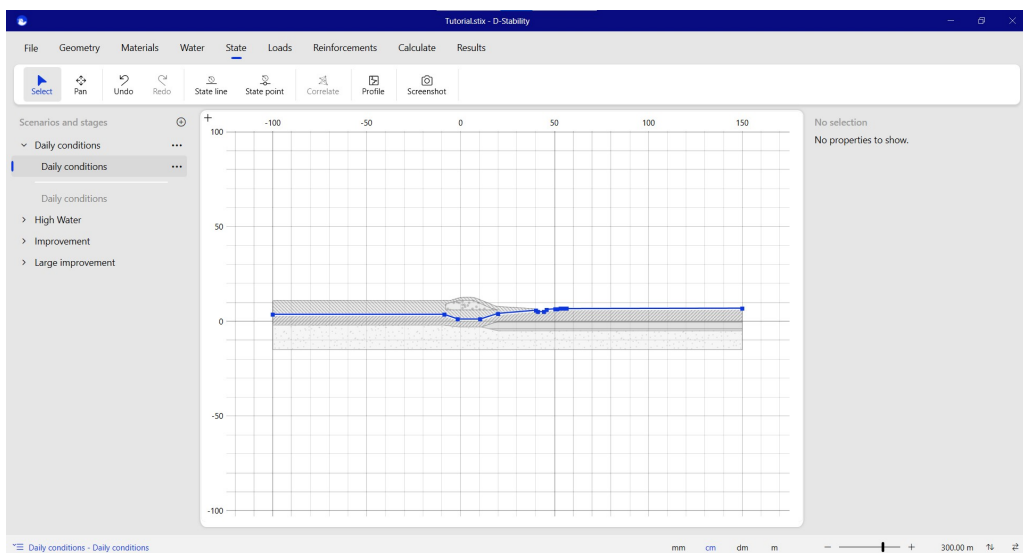 Tutorial.stix - D-Stability
File Geometry Materials Water State Loads Reinforcements Calculate Results
Select Pan Undo Redo State line State point Correlate Profile Screenshot
Scenarios and stages
Daily conditions
Daily conditions
Daily conditions
High Water
Improvement
Large improvement
-100 -50 0 50 100 150
100
50
0
-50
-100
No selection
No properties to show.
Daily conditions - Daily conditions
mm cm dm m
300.00 m